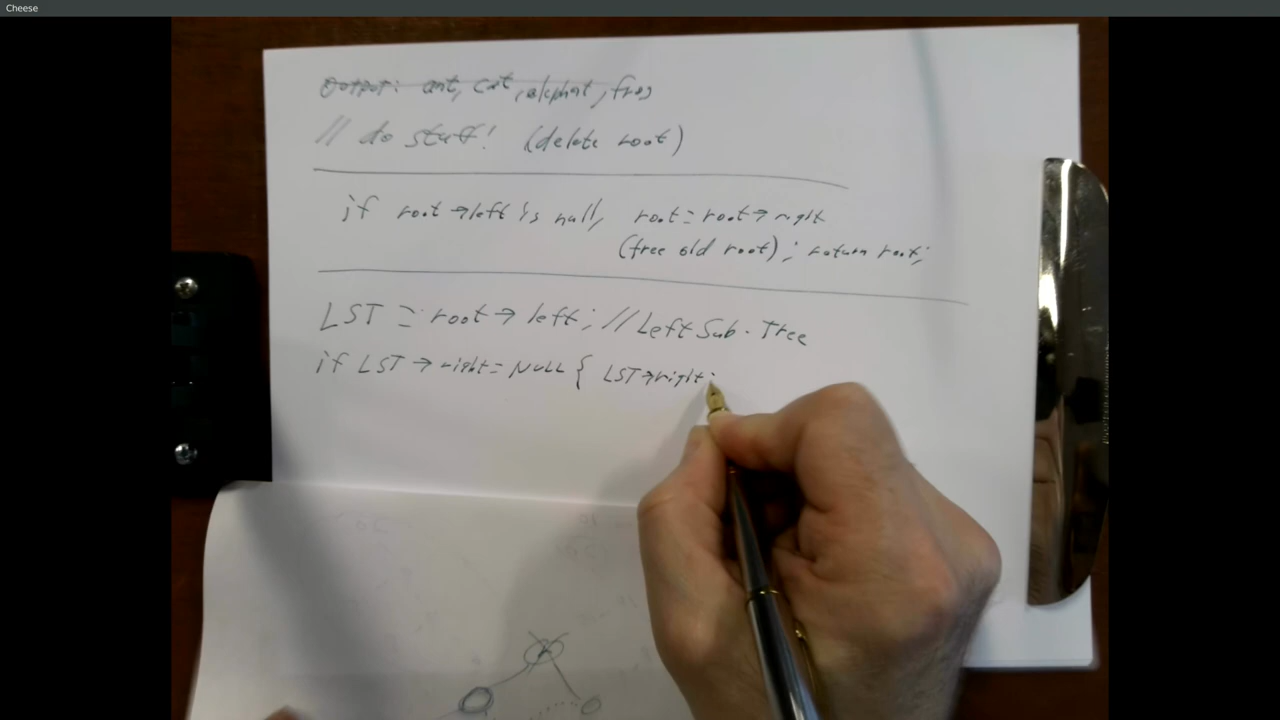 Cheese
Output: ant, cat, elephant, frog
// do stuff! (delete root)
if root → left is null, root = root → right
(free old root) ; return root;
LST = root → left; // Left Sub-Tree
if LST → right = NULL { LST→right